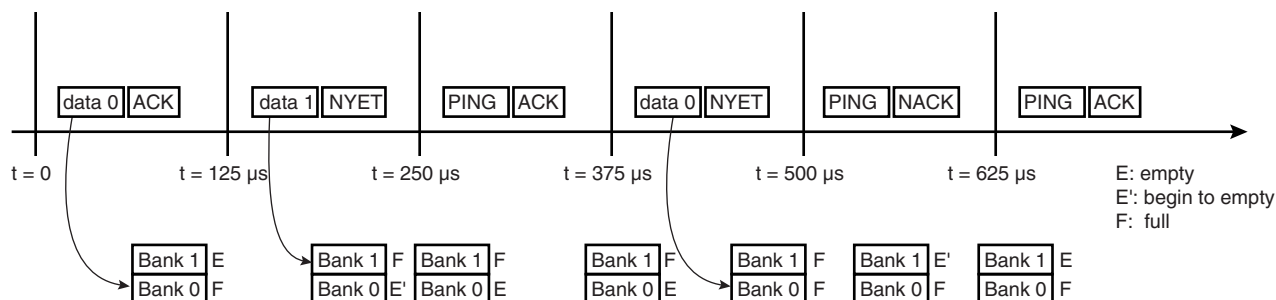 data 0 ACK data 1 NYET PING ACK data 0 NYET PING NACK PING ACK
t = 0 t = 125 μs t = 250 μs t = 375 μs t = 500 μs t = 625 μs
E: empty
E': begin to empty
F: full
Bank 1 E Bank 1 F Bank 1 F Bank 1 F Bank 1 F Bank 1 E' Bank 1 E
Bank 0 F Bank 0 E' Bank 0 E Bank 0 E Bank 0 F Bank 0 F Bank 0 F